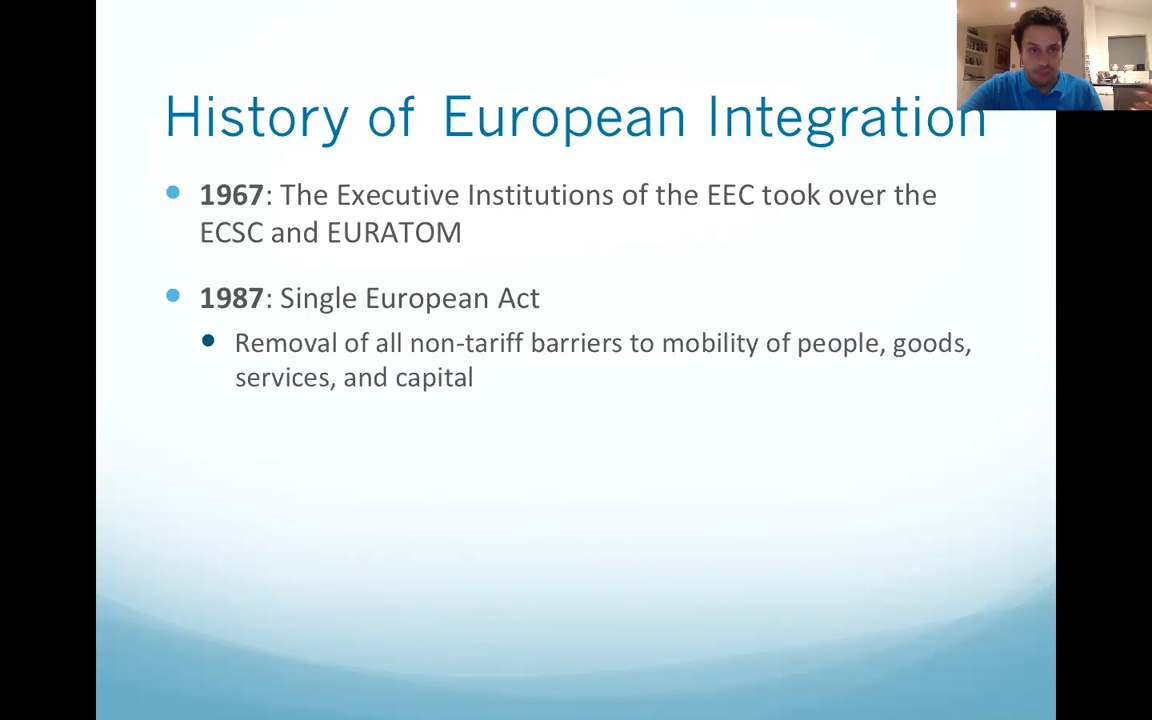 History of European Integration
1967: The Executive Institutions of the EEC took over the
ECSC and EURATOM
1987: Single European Act
Removal of all non-tariff barriers to mobility of people, goods,
services, and capital